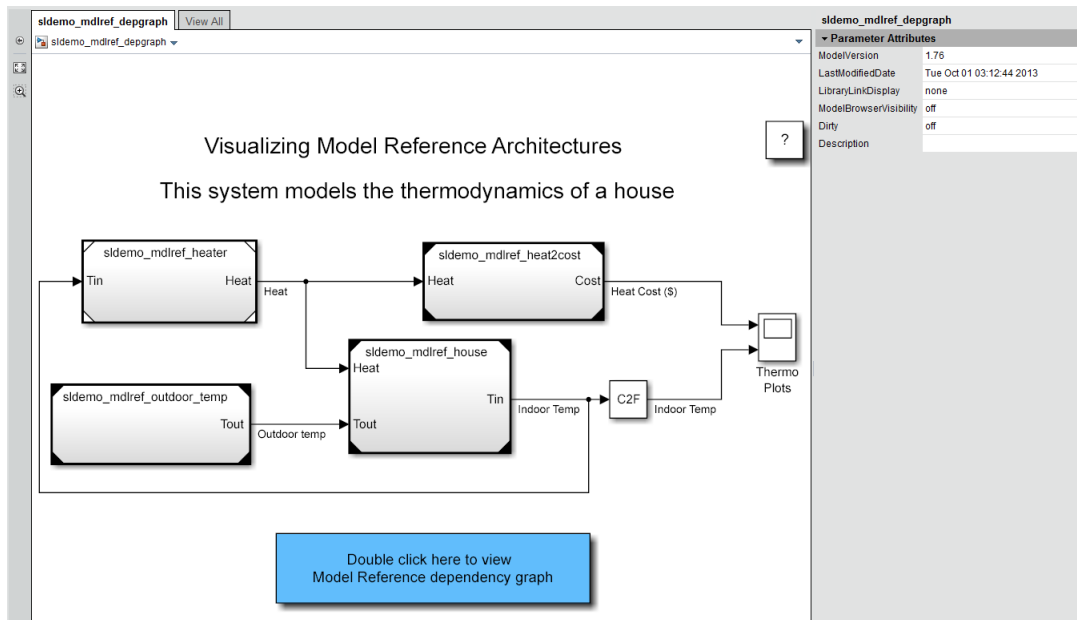 sldemo_mdlref_depgraph
View All
sldemo_mdlref_depgraph
Visualizing Model Reference Architectures
?
This system models the thermodynamics of a house
sldemo_mdlref_heater
Tin
Heat
Heat
sldemo_mdlref_heat2cost
Heat
Cost
Heat Cost ($)
sldemo_mdlref_house
Heat
Tin
Tout
Indoor Temp
C2F
Indoor Temp
Thermo
Plots
sldemo_mdlref_outdoor_temp
Tout
Outdoor temp
Double click here to view
Model Reference dependency graph
sldemo_mdlref_depgraph
Parameter Attributes
ModelVersion 1.76
LastModifiedDate Tue Oct 01 03:12:44 2013
LibraryLinkDisplay none
ModelBrowserVisibility off
Dirty off
Description